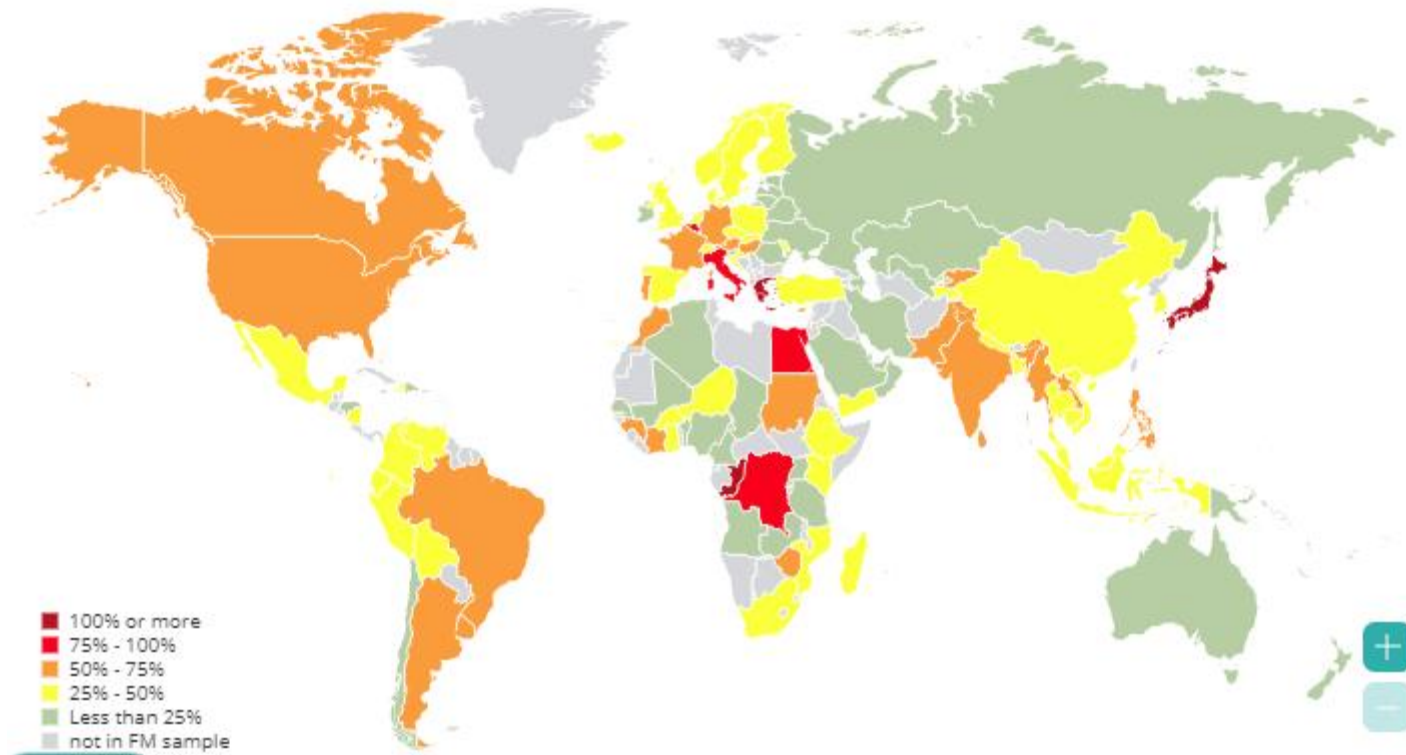 100% or more
75% - 100%
50% - 75%
25% - 50%
Less than 25%
not in FM sample